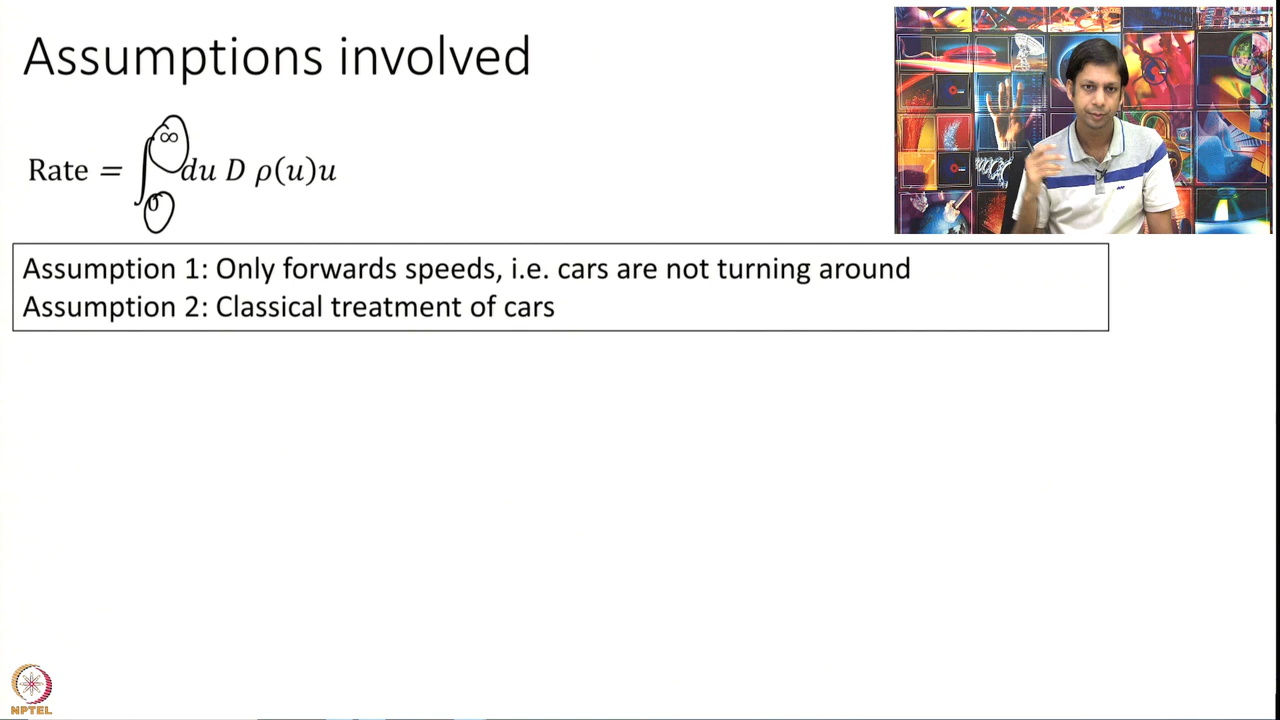 Assumptions involved
Rate = ∫₀^∞ du D ρ(u)u
Assumption 1: Only forwards speeds, i.e. cars are not turning around
Assumption 2: Classical treatment of cars
NPTEL